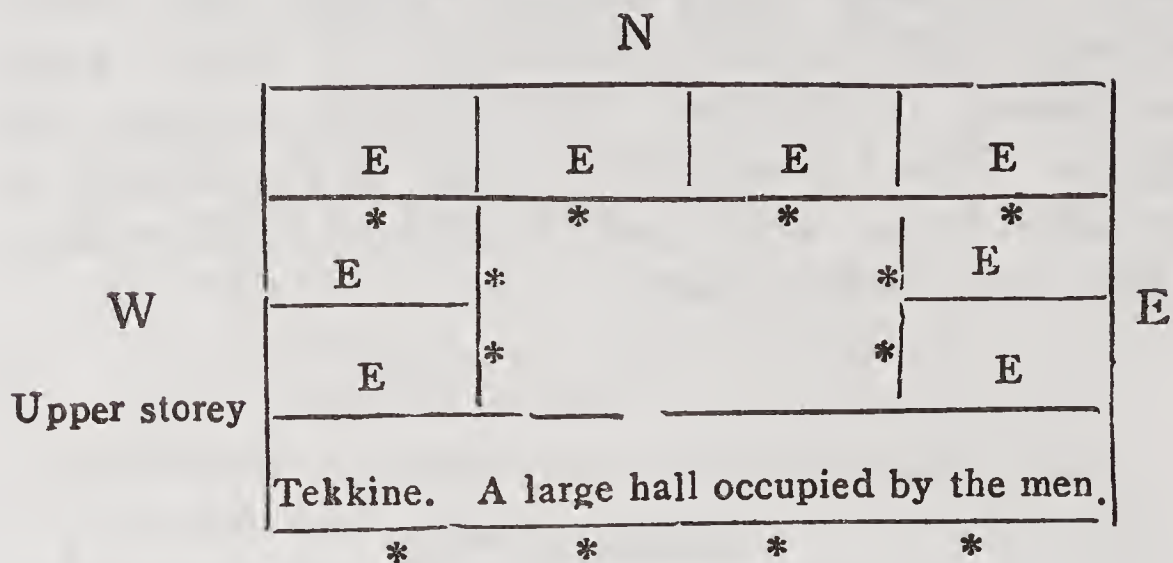 N
E E E E
* * * *
E * * E
W E
E * * E
Upper storey
Tekkine. A large hall occupied by the men.
* * * *